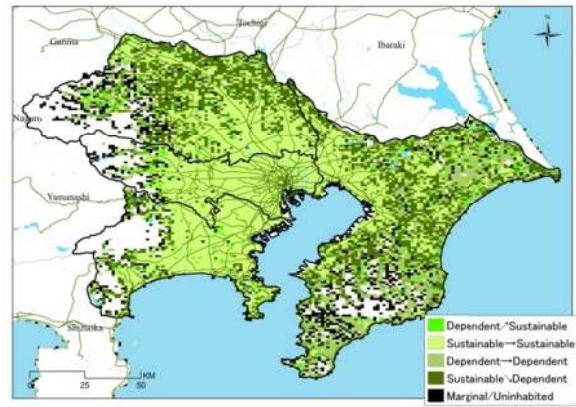 Gunma
Tochigi
Ibaraki
N
Nagano
Yamanashi
Shizuoka
KM
0 25 50
Dependent↗Sustainable
Sustainable→Sustainable
Dependent→Dependent
Sustainable↘Dependent
Marginal/Uninhabited